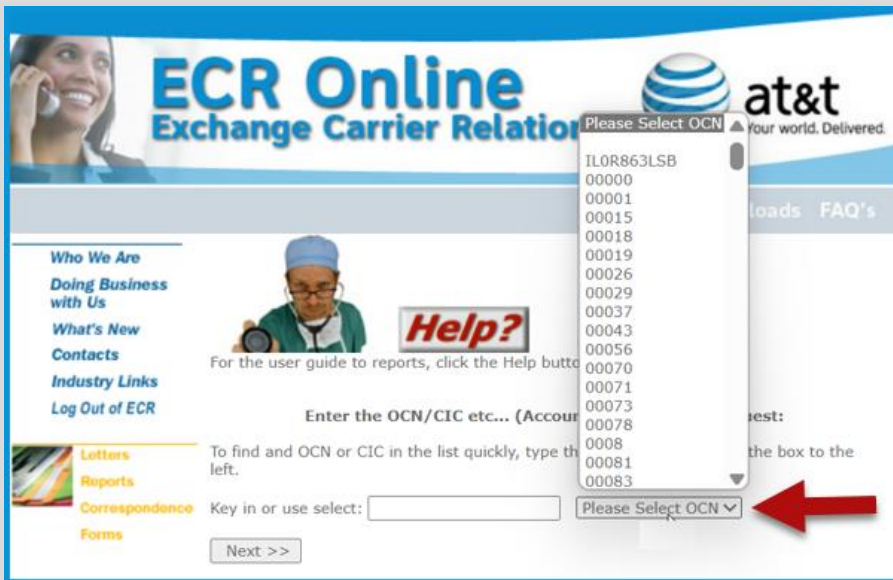 ECR Online
Exchange Carrier Relation
at&t
Your world. Delivered.
loads FAQ's
Who We Are
Doing Business
with Us
What's New
Contacts
Industry Links
Log Out of ECR
Letters
Reports
Correspondence
Forms
Help?
For the user guide to reports, click the Help butto
Enter the OCN/CIC etc... (Accou
est:
To find and OCN or CIC in the list quickly, type th
the box to the
left.
Key in or use select:
Please Select OCN
Next >>
Please Select OCN
IL0R863LSB
00000
00001
00015
00018
00019
00026
00029
00037
00043
00056
00070
00071
00073
00078
0008
00081
00083